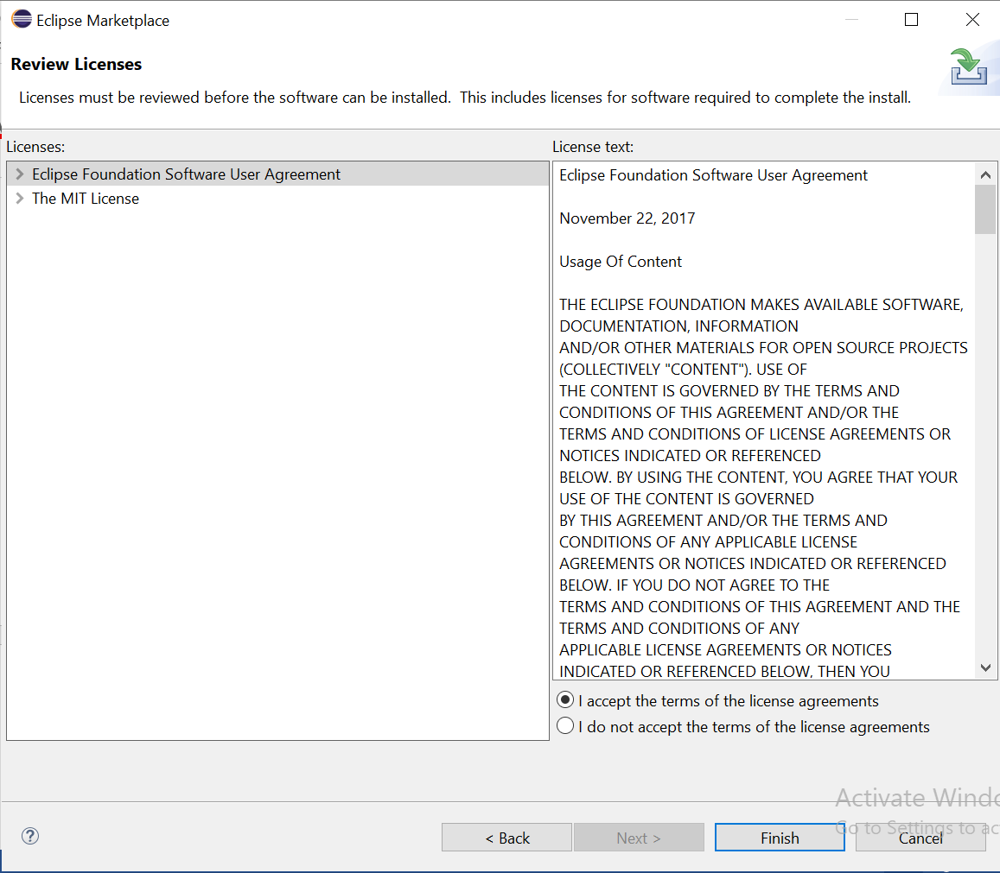 Eclipse Marketplace
Review Licenses
Licenses must be reviewed before the software can be installed.  This includes licenses for software required to complete the install.
Licenses:
Eclipse Foundation Software User Agreement
The MIT License
License text:
Eclipse Foundation Software User Agreement
November 22, 2017
Usage Of Content
THE ECLIPSE FOUNDATION MAKES AVAILABLE SOFTWARE,
DOCUMENTATION, INFORMATION
AND/OR OTHER MATERIALS FOR OPEN SOURCE PROJECTS
(COLLECTIVELY "CONTENT"). USE OF
THE CONTENT IS GOVERNED BY THE TERMS AND
CONDITIONS OF THIS AGREEMENT AND/OR THE
TERMS AND CONDITIONS OF LICENSE AGREEMENTS OR
NOTICES INDICATED OR REFERENCED
BELOW. BY USING THE CONTENT, YOU AGREE THAT YOUR
USE OF THE CONTENT IS GOVERNED
BY THIS AGREEMENT AND/OR THE TERMS AND
CONDITIONS OF ANY APPLICABLE LICENSE
AGREEMENTS OR NOTICES INDICATED OR REFERENCED
BELOW. IF YOU DO NOT AGREE TO THE
TERMS AND CONDITIONS OF THIS AGREEMENT AND THE
TERMS AND CONDITIONS OF ANY
APPLICABLE LICENSE AGREEMENTS OR NOTICES
INDICATED OR REFERENCED BELOW, THEN YOU
I accept the terms of the license agreements
I do not accept the terms of the license agreements
Activate Windo
Go to Settings to ac
< Back
Next >
Finish
Cancel